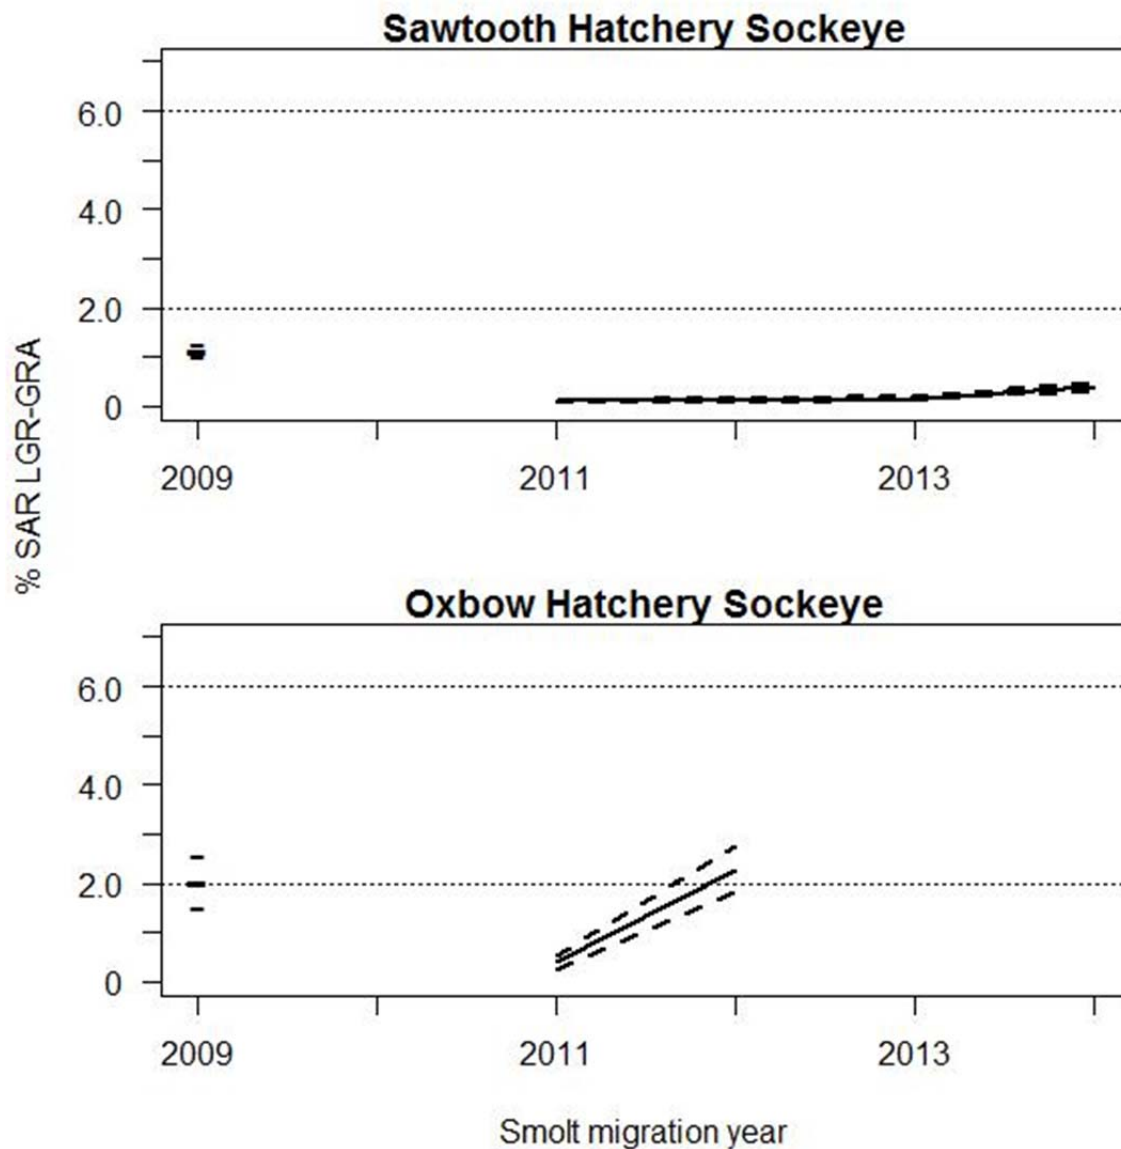 Sawtooth Hatchery Sockeye
6.0
4.0
2.0
0
2009 2011 2013
% SAR LGR-GRA
Oxbow Hatchery Sockeye
6.0
4.0
2.0
0
2009 2011 2013
Smolt migration year